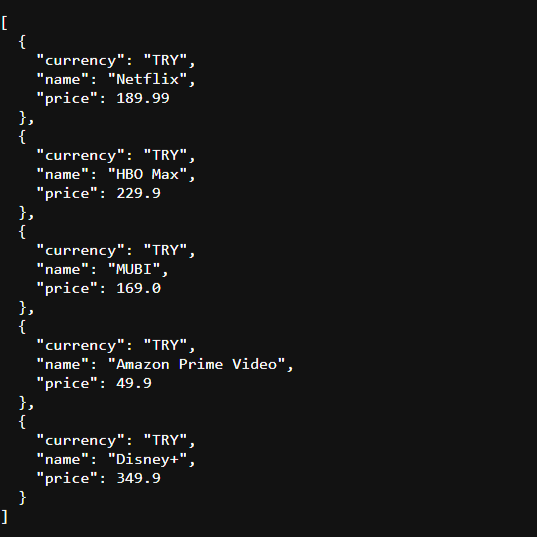 [
  {
    "currency": "TRY",
    "name": "Netflix",
    "price": 189.99
  },
  {
    "currency": "TRY",
    "name": "HBO Max",
    "price": 229.9
  },
  {
    "currency": "TRY",
    "name": "MUBI",
    "price": 169.0
  },
  {
    "currency": "TRY",
    "name": "Amazon Prime Video",
    "price": 49.9
  },
  {
    "currency": "TRY",
    "name": "Disney+",
    "price": 349.9
  }
]